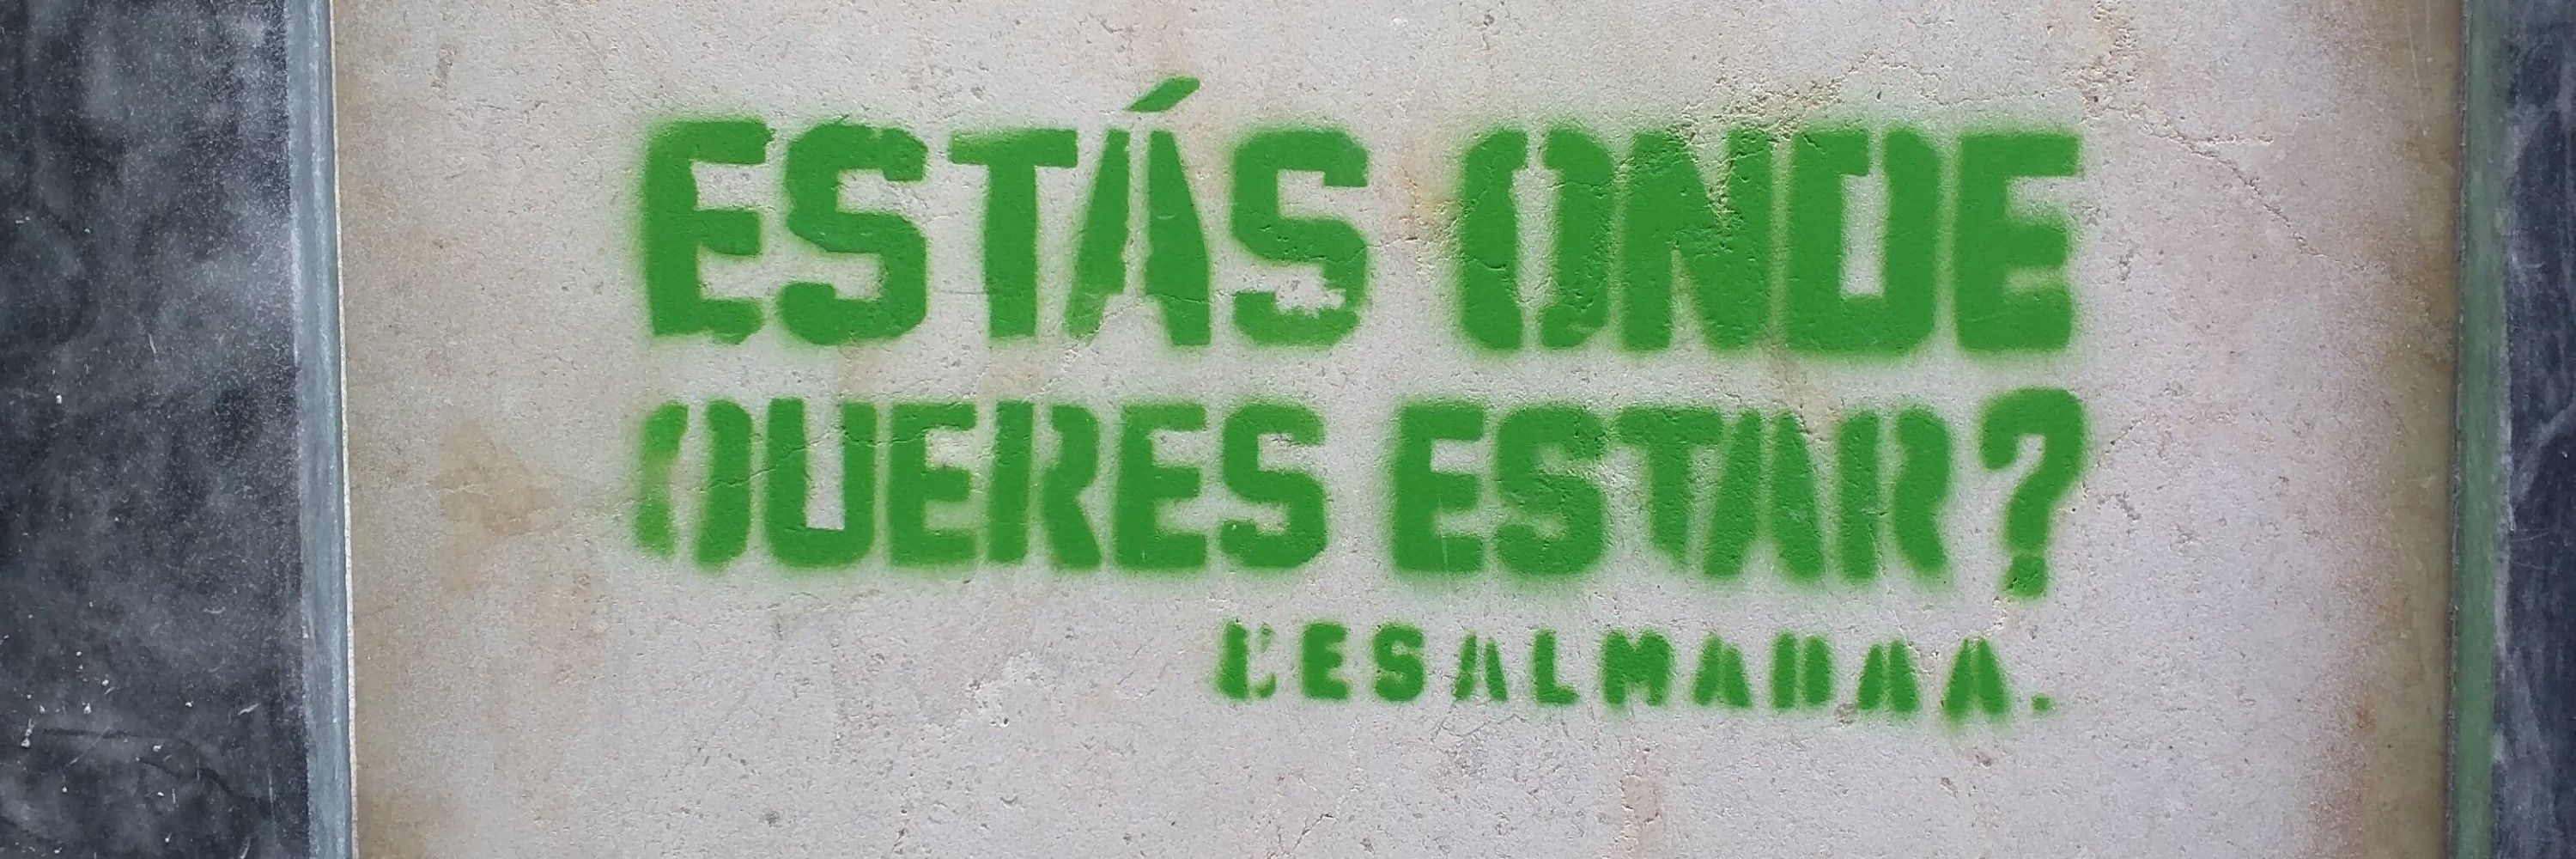 ESTÁS ONDE
QUERES ESTAR?
DESALMADAA.